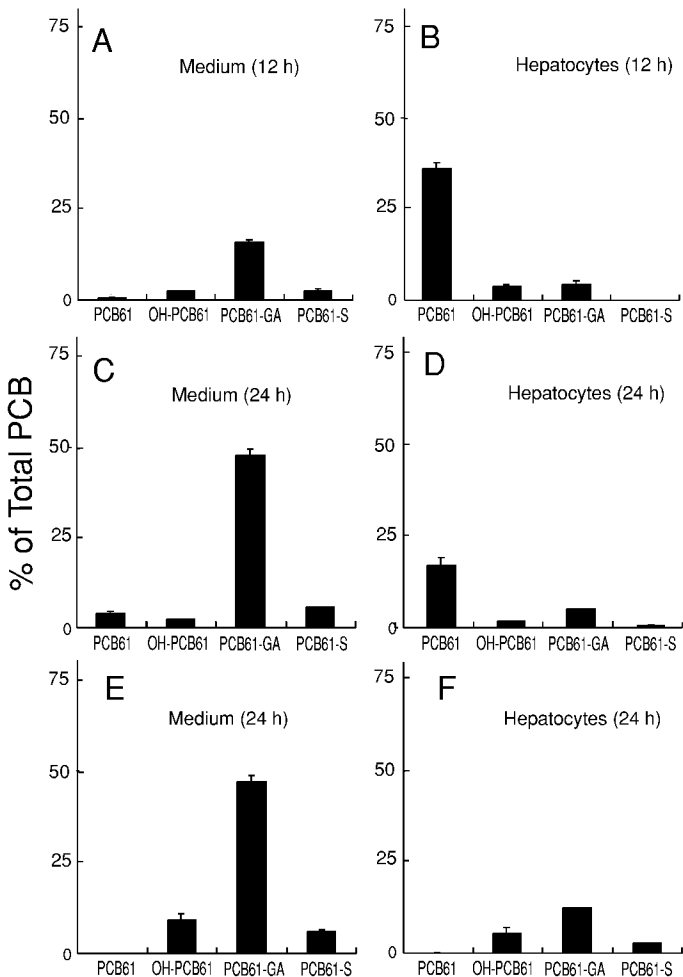 % of Total PCB
A
Medium (12 h)
75
50
25
0
PCB61 OH-PCB61 PCB61-GA PCB61-S
B
Hepatocytes (12 h)
75
50
25
0
PCB61 OH-PCB61 PCB61-GA PCB61-S
C
Medium (24 h)
75
50
25
0
PCB61 OH-PCB61 PCB61-GA PCB61-S
D
Hepatocytes (24 h)
75
50
25
0
PCB61 OH-PCB61 PCB61-GA PCB61-S
E
Medium (24 h)
75
50
25
0
PCB61 OH-PCB61 PCB61-GA PCB61-S
F
Hepatocytes (24 h)
75
50
25
0
PCB61 OH-PCB61 PCB61-GA PCB61-S